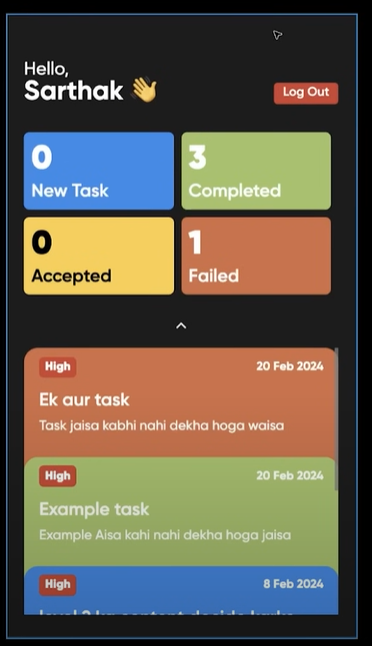 Hello,
Sarthak 👋
Log Out
0
New Task
3
Completed
0
Accepted
1
Failed
High
20 Feb 2024
Ek aur task
Task jaisa kabhi nahi dekha hoga waisa
High
20 Feb 2024
Example task
Example Aisa kahi nahi dekha hoga jaisa
High
8 Feb 2024